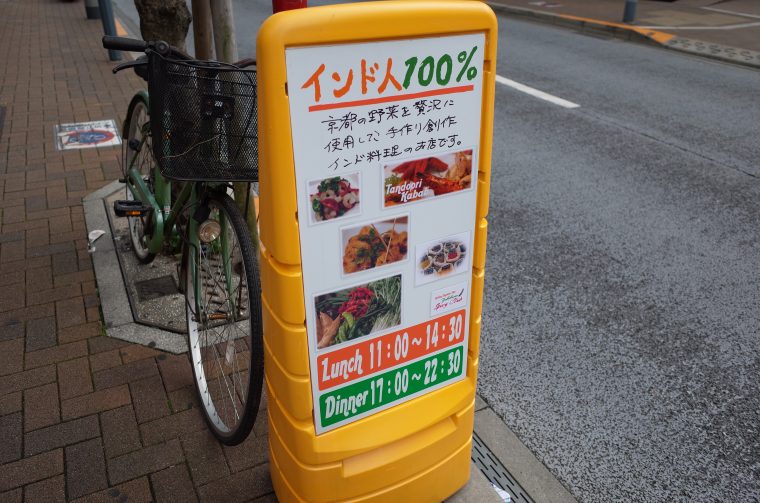 インド人100%
京都の野菜を贅沢に
使用した手作り創作
インド料理のお店です。
Tandoori
Kabab
Lunch 11:00～14:30
Dinner 17:00～22:30